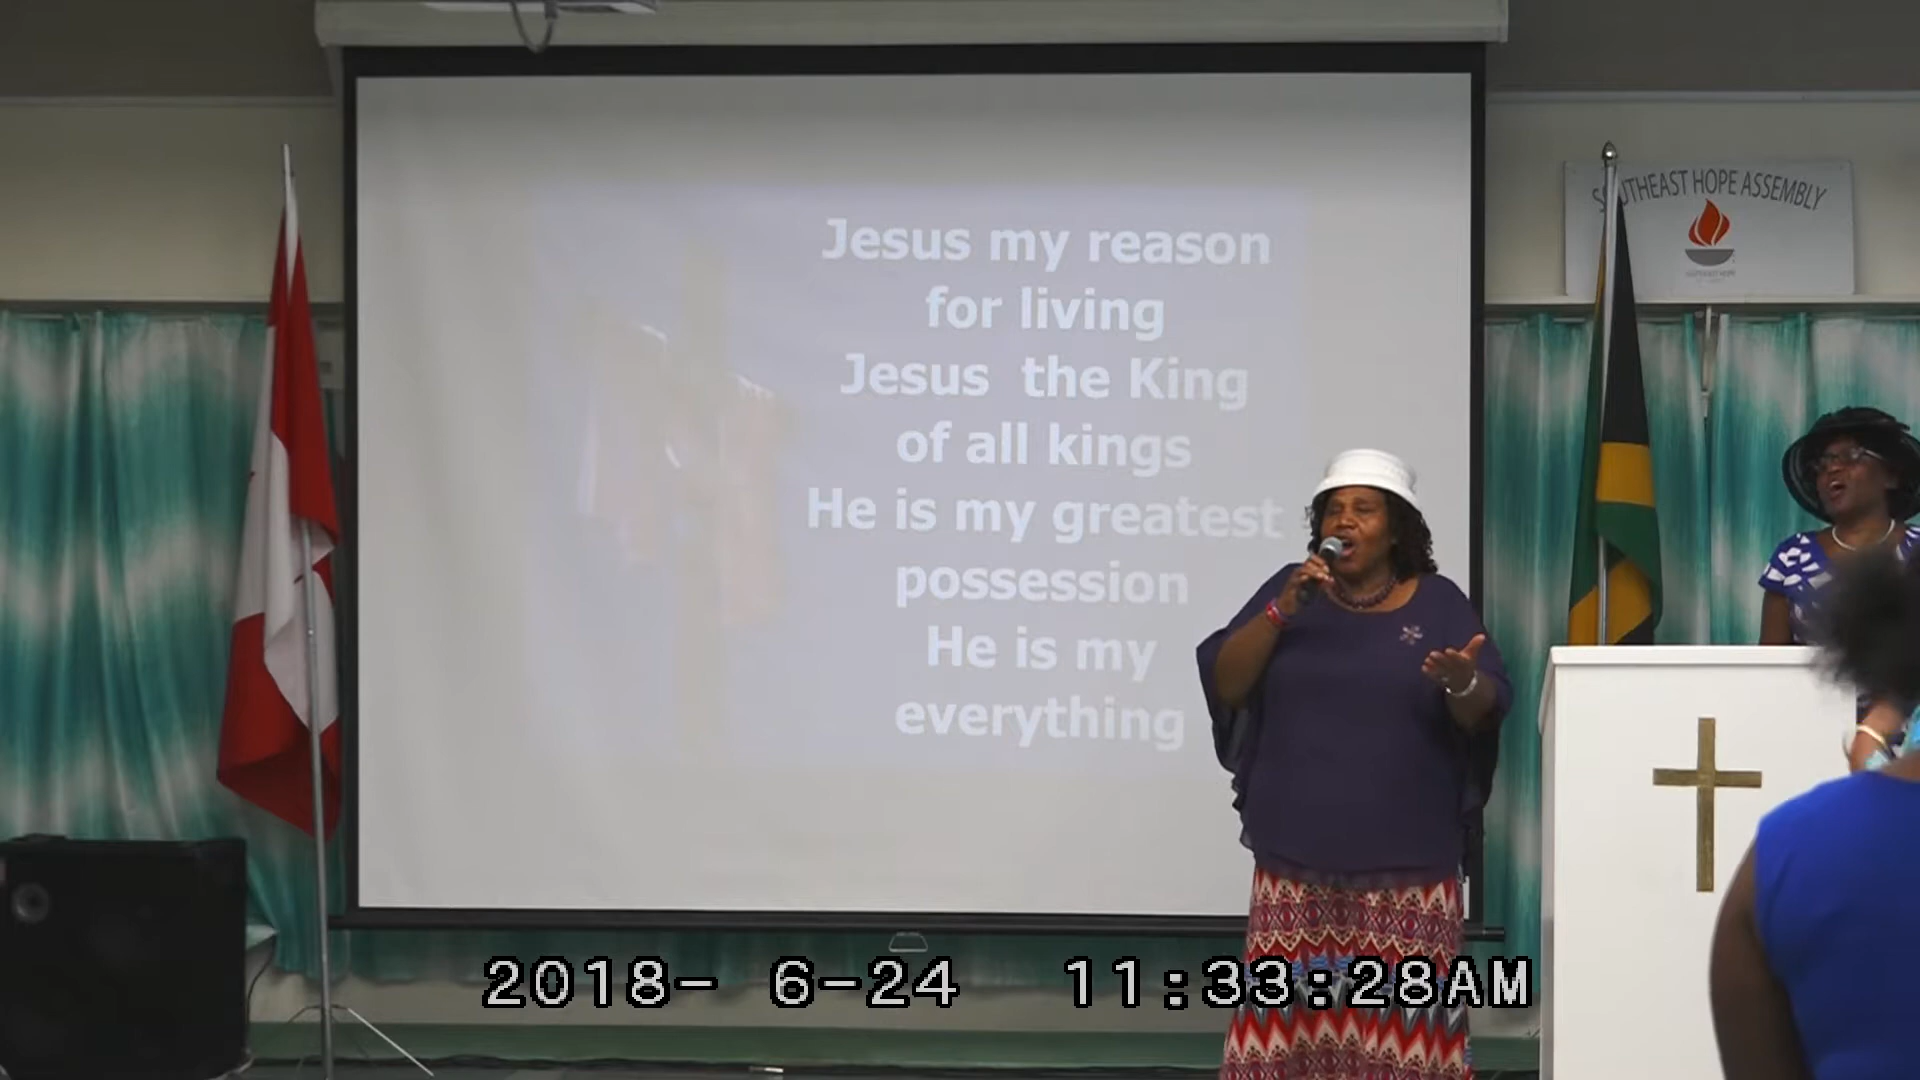 Jesus my reason
for living
Jesus the King
of all kings
He is my greatest
possession
He is my
everything
SOUTHEAST HOPE ASSEMBLY
2018- 6-24 11:33:28AM